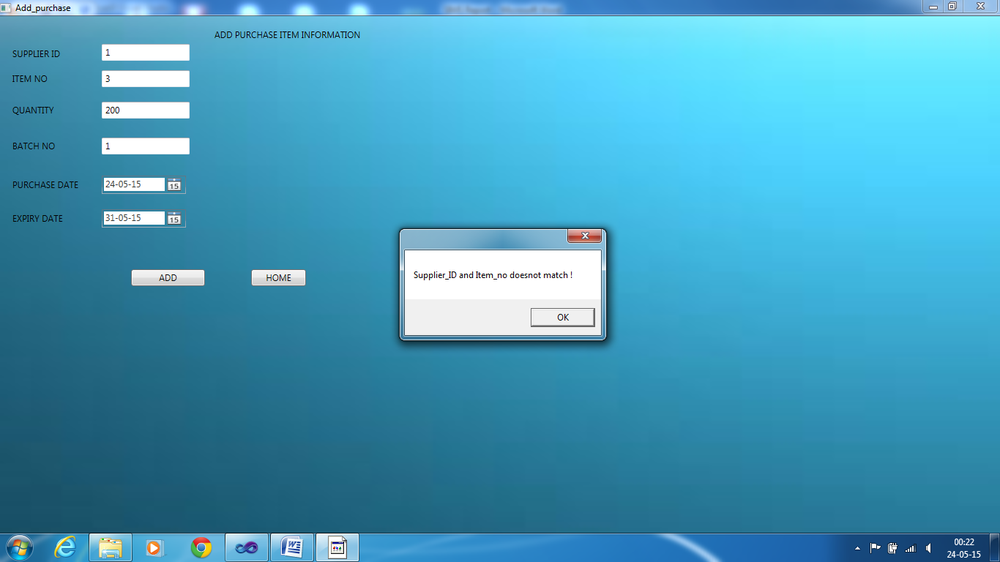 Add_purchase
ADD PURCHASE ITEM INFORMATION
SUPPLIER ID 1
ITEM NO 3
QUANTITY 200
BATCH NO 1
PURCHASE DATE 24-05-15 15
EXPIRY DATE 31-05-15 15
ADD HOME
Supplier_ID and Item_no doesnot match !
OK
00:22
24-05-15